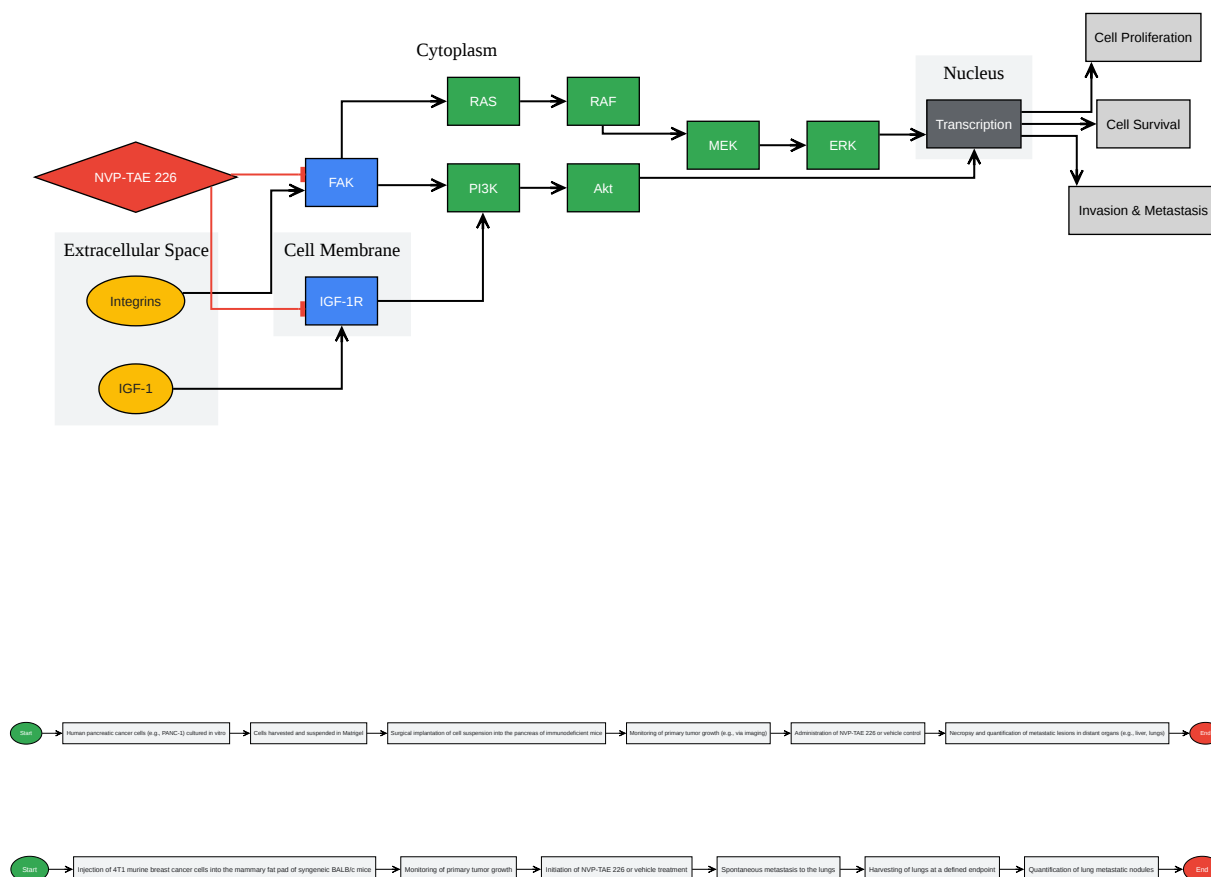 Cell Proliferation
Cytoplasm
Nucleus
RAS
RAF
Transcription
Cell Survival
MEK
ERK
NVP-TAE 226
FAK
PI3K
Akt
Invasion & Metastasis
Extracellular Space
Cell Membrane
Integrins
IGF-1R
IGF-1
Start
Human pancreatic cancer cells (e.g., PANC-1) cultured in vitro
Cells harvested and suspended in Matrigel
Surgical implantation of cell suspension into the pancreas of immunodeficient mice
Monitoring of primary tumor growth (e.g., via imaging)
Administration of NVP-TAE 226 or vehicle control
Necropsy and quantification of metastatic lesions in distant organs (e.g., liver, lungs)
End
Start
Injection of 4T1 murine breast cancer cells into the mammary fat pad of syngeneic BALB/c mice
Monitoring of primary tumor growth
Initiation of NVP-TAE 226 or vehicle treatment
Spontaneous metastasis to the lungs
Harvesting of lungs at a defined endpoint
Quantification of lung metastatic nodules
End